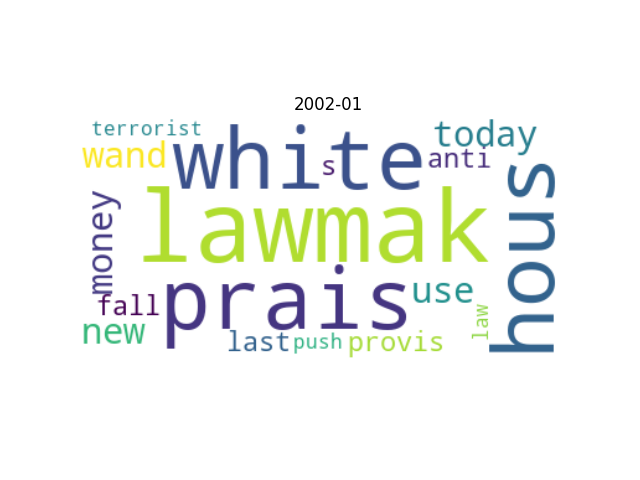 2002-01
terrorist
white
today
wand
s
anti
lawmak
hous
money
prais
use
fall
new
last
push
provis
law